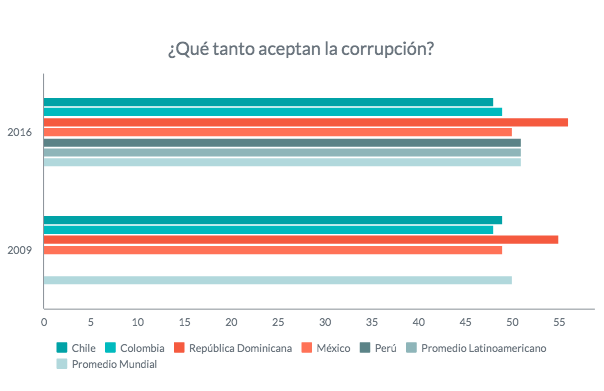 ¿Qué tanto aceptan la corrupción?
2016
2009
0 5 10 15 20 25 30 35 40 45 50 55
Chile Colombia República Dominicana México Perú Promedio Latinoamericano
Promedio Mundial